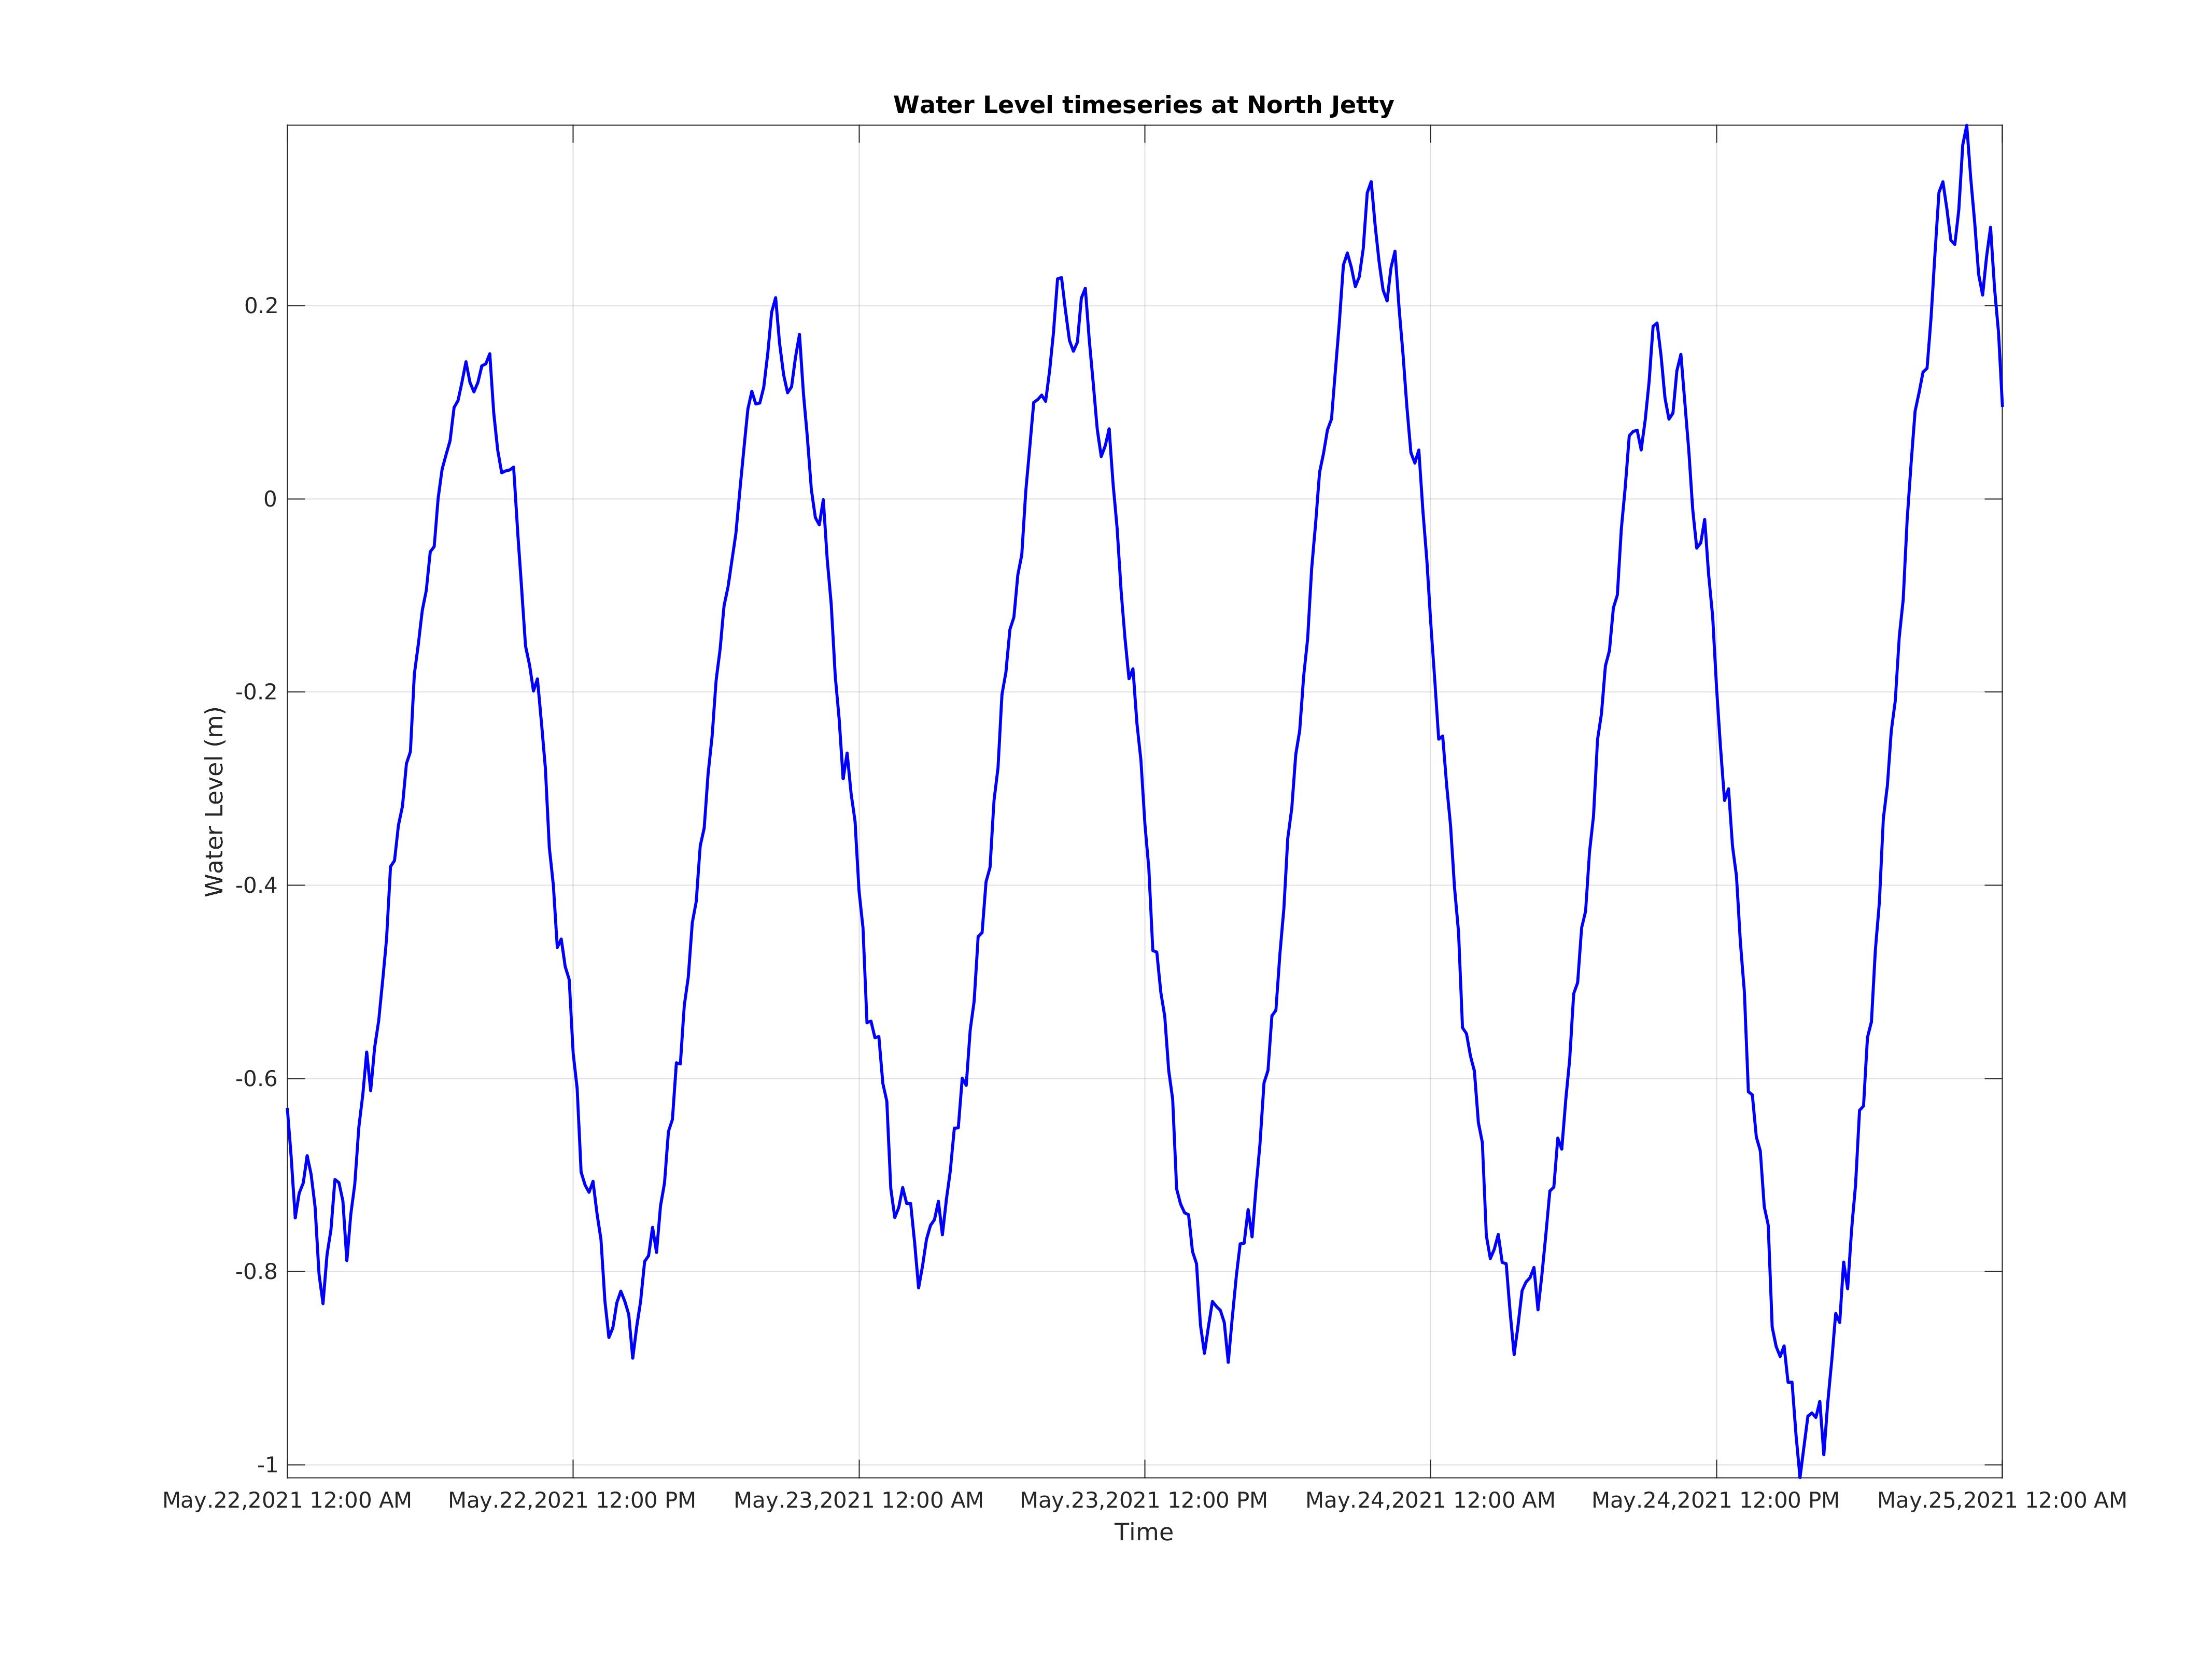 Water Level timeseries at North Jetty
Water Level (m)
0.2
0
-0.2
-0.4
-0.6
-0.8
-1
May.22,2021 12:00 AM
May.22,2021 12:00 PM
May.23,2021 12:00 AM
May.23,2021 12:00 PM
May.24,2021 12:00 AM
May.24,2021 12:00 PM
May.25,2021 12:00 AM
Time